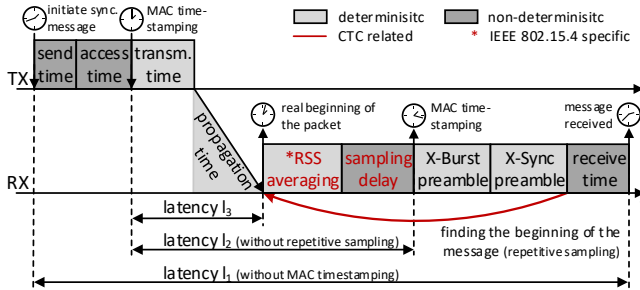 initiate sync.
message
MAC time-
stamping
determinisitc
non-determinisitc
CTC related
* IEEE 802.15.4 specific
TX
send
time
access
time
transm.
time
propagation
time
real beginning of
the packet
MAC time-
stamping
message
received
RX
*RSS
averaging
sampling
delay
X-Burst
preamble
X-Sync
preamble
receive
time
latency l3
latency l2 (without repetitive sampling)
finding the beginning of the
message (repetitive sampling)
latency l1 (without MAC timestamping)